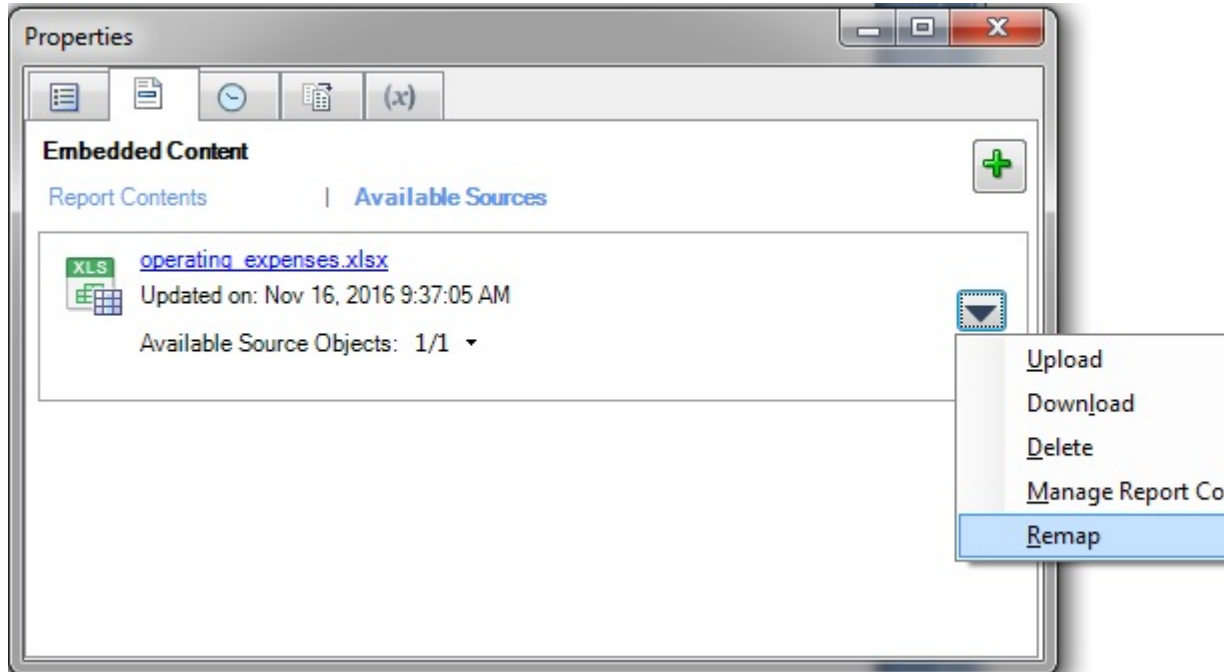 Properties
(x)
Embedded Content
Report Contents | Available Sources
XLS
operating_expenses.xlsx
Updated on: Nov 16, 2016 9:37:05 AM
Available Source Objects: 1/1
Upload
Download
Delete
Manage Report Co
Remap